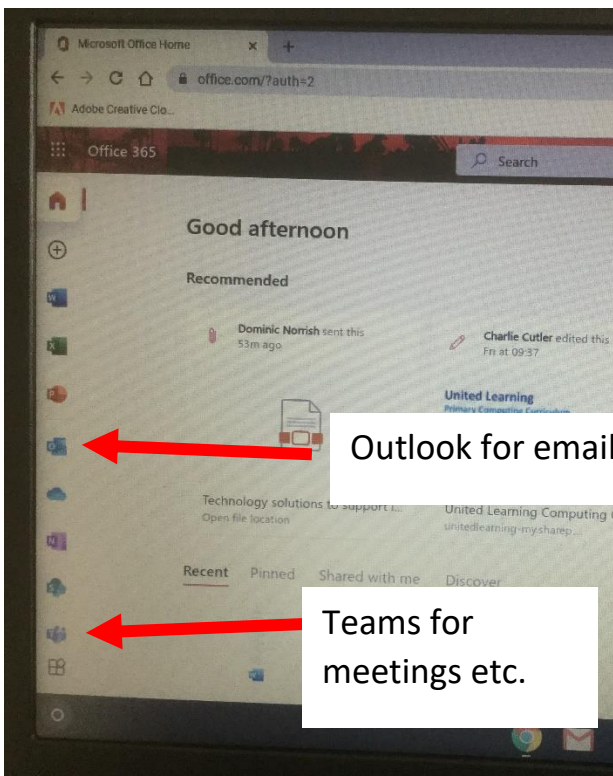 Microsoft Office Home
office.com/?auth=2
Adobe Creative Clo...
Office 365
Search
Good afternoon
Recommended
Dominic Norrish sent this
53m ago
Charlie Cutler edited this
Fri at 09:37
United Learning
Primary Computing Curriculum
Outlook for email
Technology solutions to support l...
Open file location
United Learning Computing
unitedlearning-my.sharep...
Recent Pinned Shared with me Discover
Teams for
meetings etc.